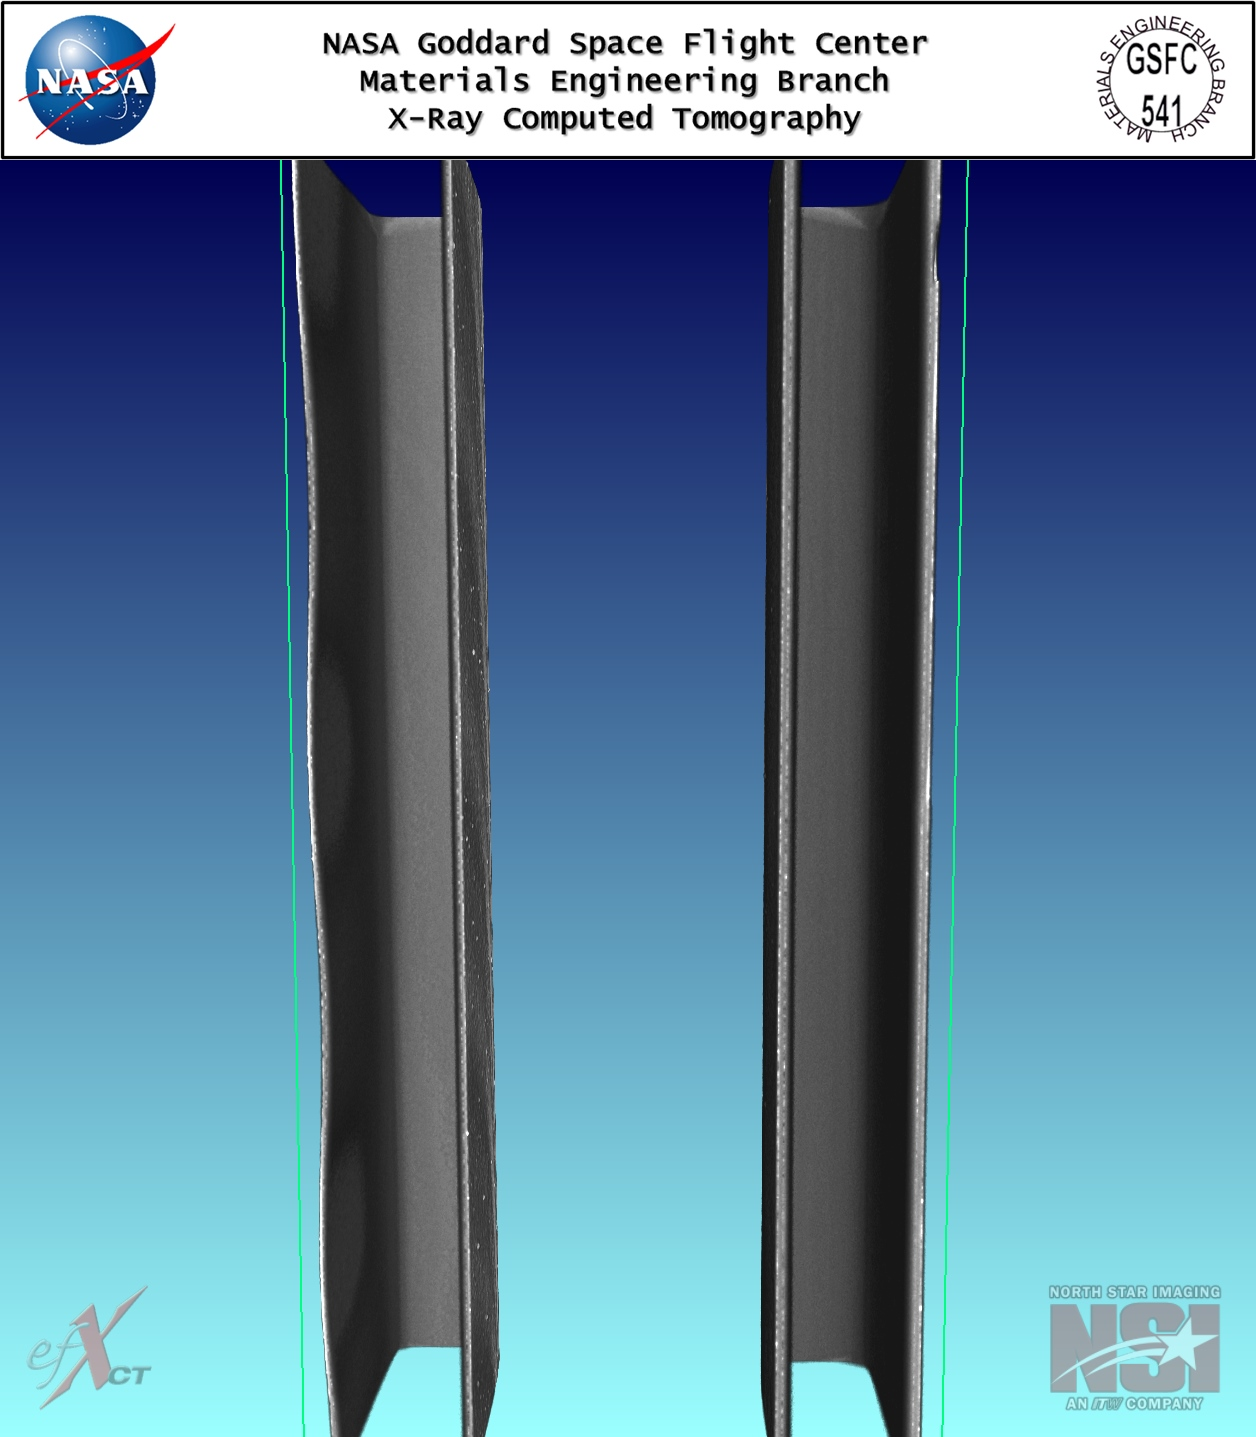 NASA
NASA Goddard Space Flight Center
Materials Engineering Branch
X-Ray Computed Tomography
MATERIALS ENGINEERING BRANCH
GSFC
541
efX
CT
NORTH STAR IMAGING
NSI
AN ITW COMPANY